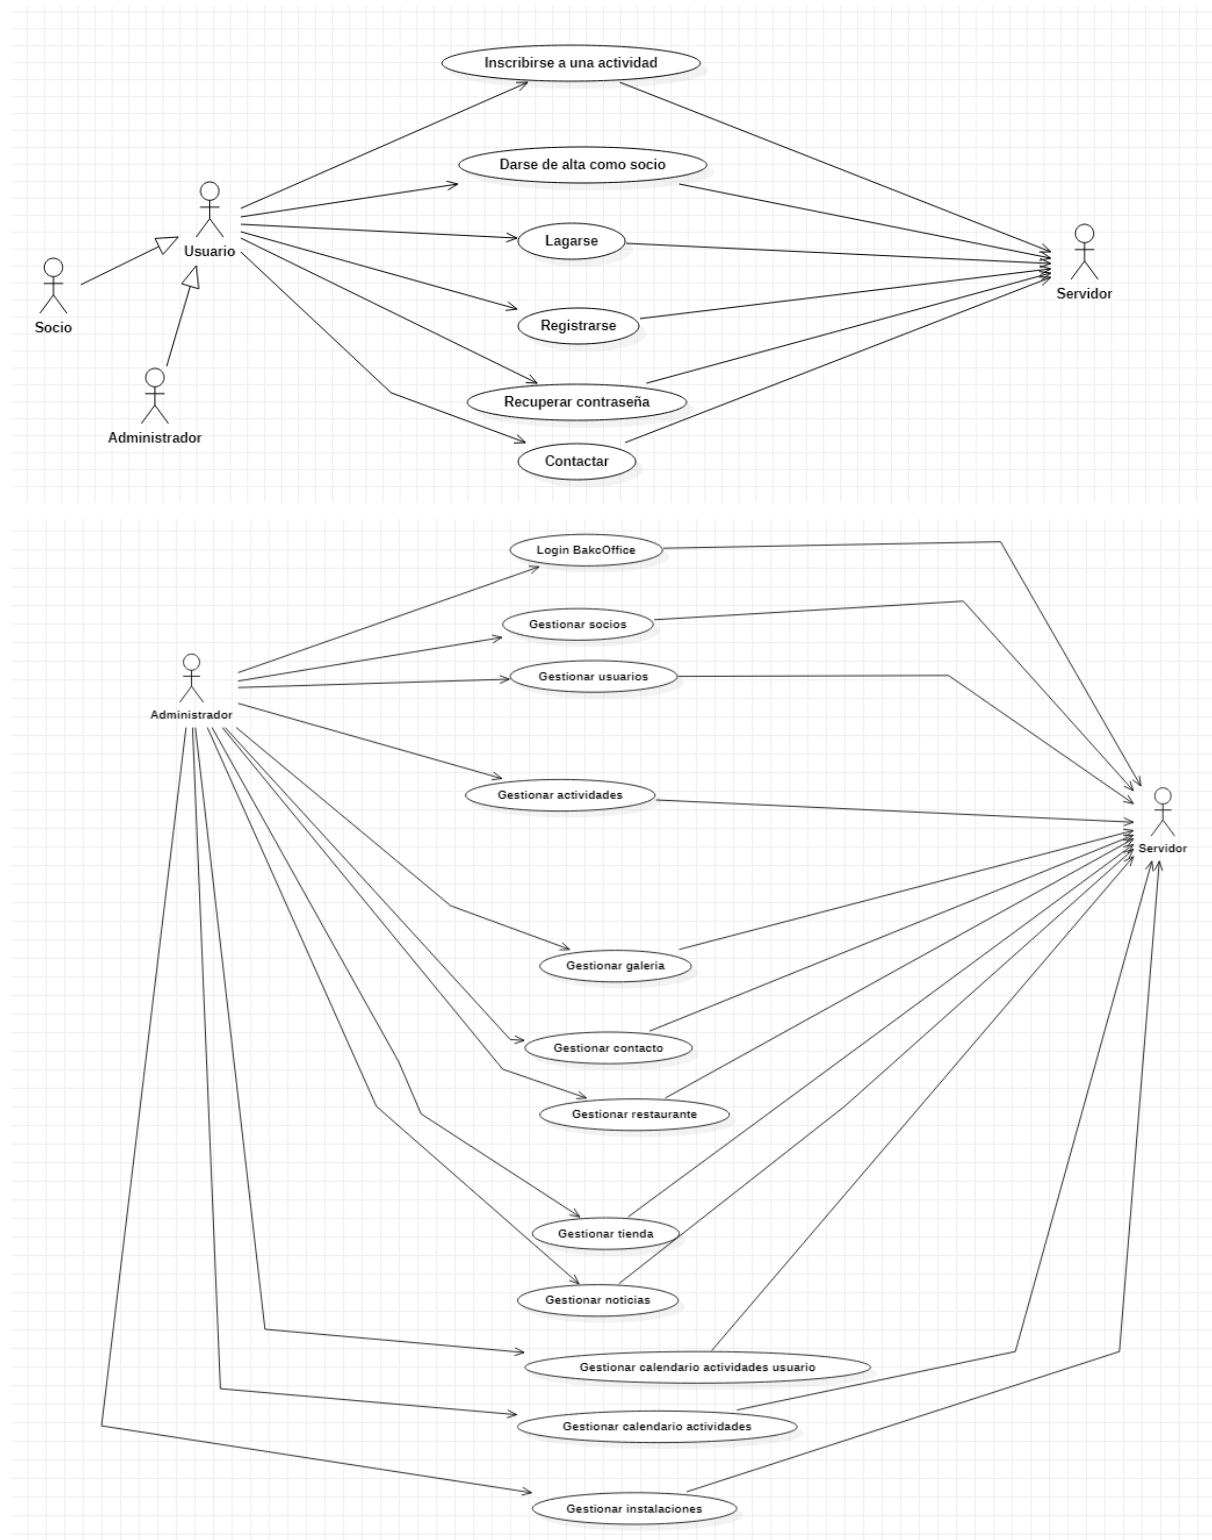 Inscribirse a una actividad
Darse de alta como socio
Usuario
Lagarse
Servidor
Socio
Registrarse
Recuperar contraseña
Administrador
Contactar
Login BakcOffice
Gestionar socios
Gestionar usuarios
Administrador
Gestionar actividades
Servidor
Gestionar galeria
Gestionar contacto
Gestionar restaurante
Gestionar tienda
Gestionar noticias
Gestionar calendario actividades usuario
Gestionar calendario actividades
Gestionar instalaciones